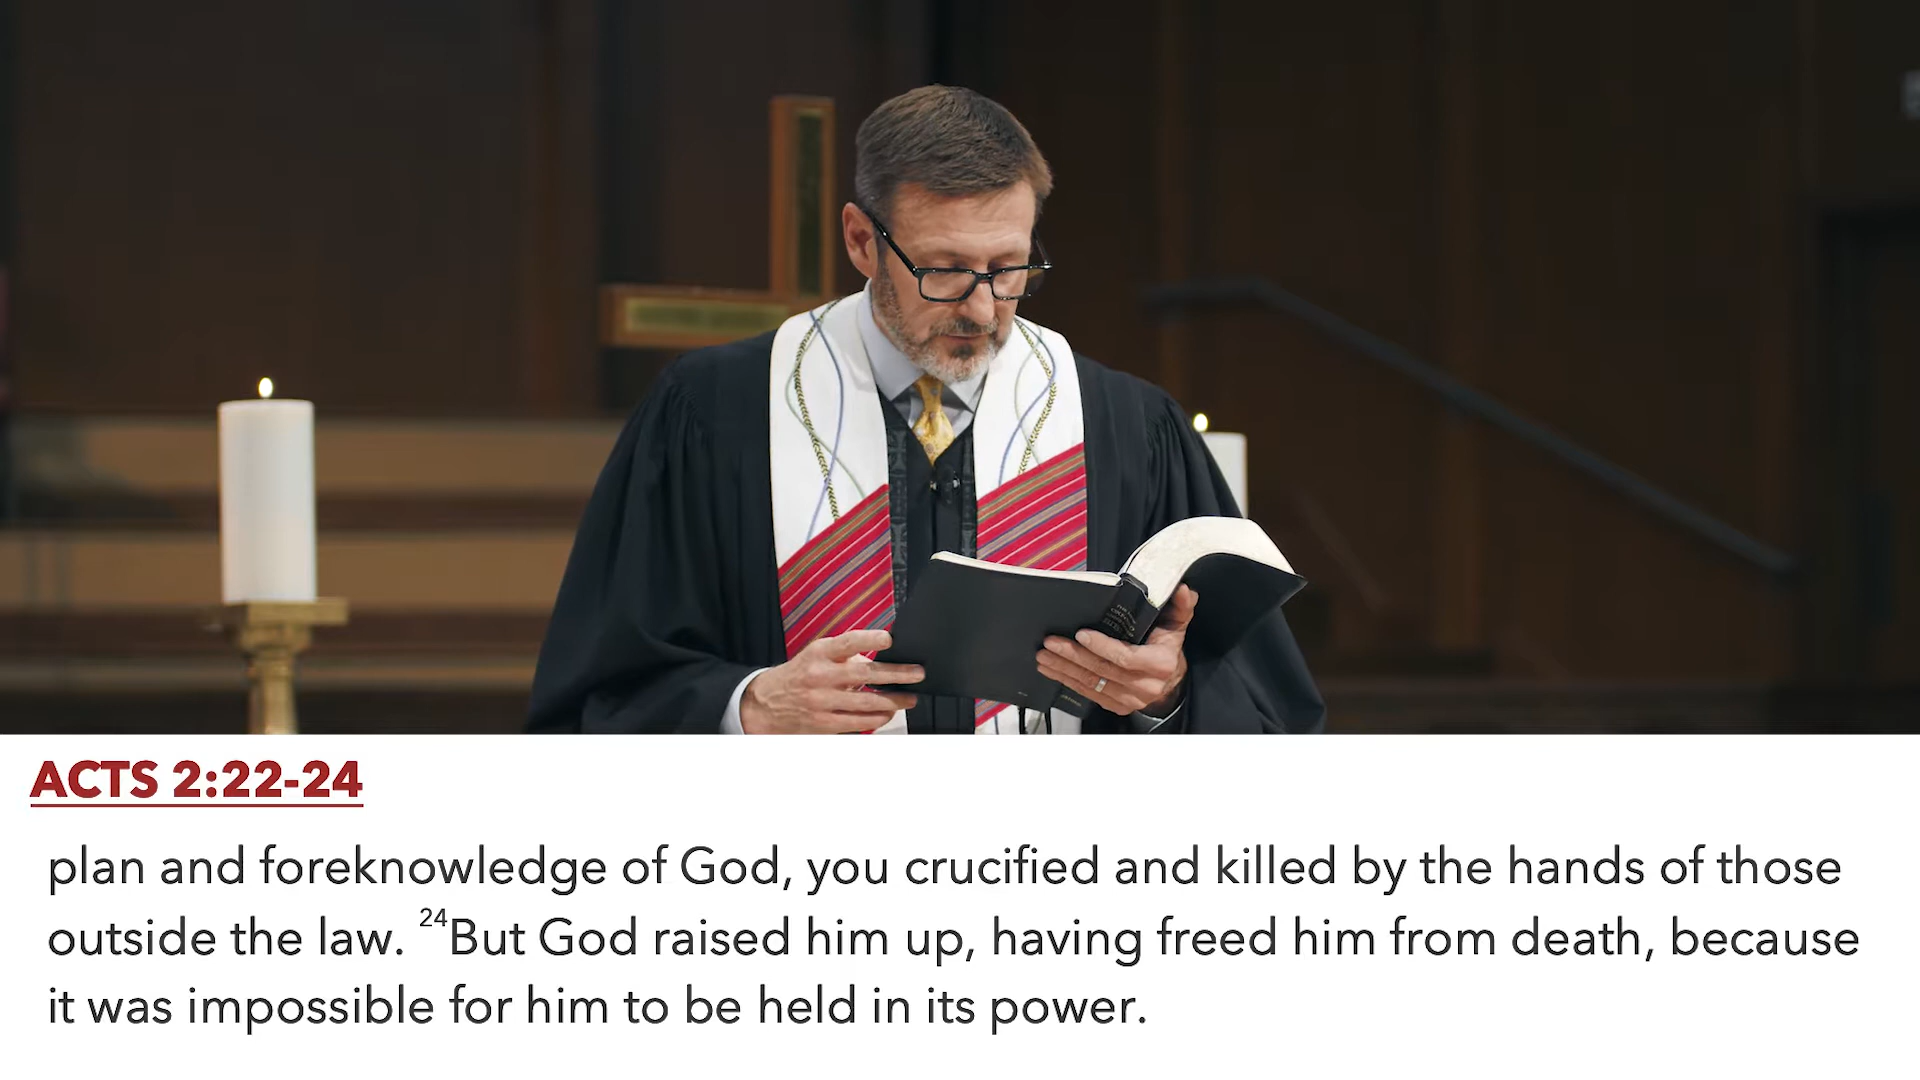 ACTS 2:22-24
plan and foreknowledge of God, you crucified and killed by the hands of those
outside the law. 24But God raised him up, having freed him from death, because
it was impossible for him to be held in its power.